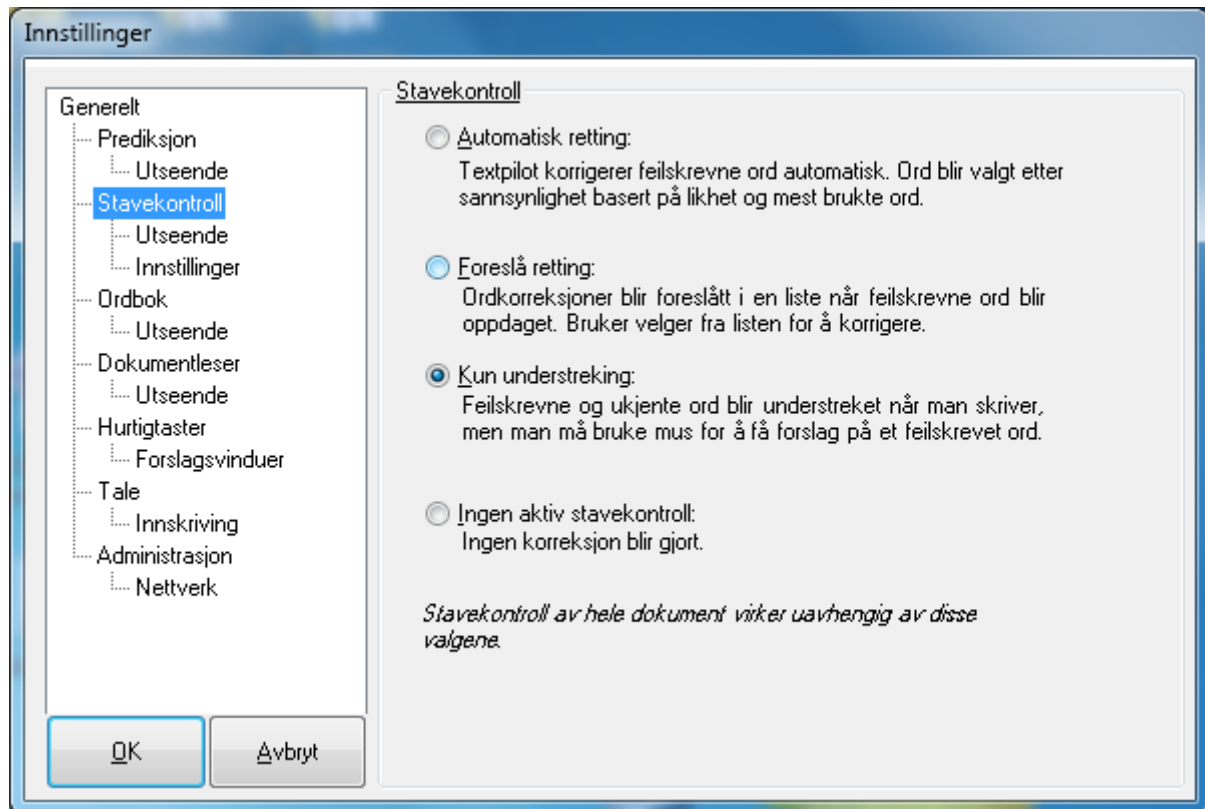 Innstillinger
Generelt
Prediksjon
Utseende
Stavekontroll
Utseende
Innstillinger
Ordbok
Utseende
Dokumentleser
Utseende
Hurtigtaster
Forslagsvinduer
Tale
Innskriving
Administrasjon
Nettverk
OK
Avbryt
Stavekontroll
Automatisk retting:
Textpilot korrigerer feilskrevne ord automatisk. Ord blir valgt etter
sannsynlighet basert på likhet og mest brukte ord.
Foreslå retting:
Ordkorreksjoner blir foreslått i en liste når feilskrevne ord blir
oppdaget. Bruker velger fra listen for å korrigere.
Kun understreking:
Feilskrevne og ukjente ord blir understreket når man skriver,
men man må bruke mus for å få forslag på et feilskrevet ord.
Ingen aktiv stavekontroll:
Ingen korreksjon blir gjort.
Stavekontroll av hele dokument virker uavhengig av disse
valgene.